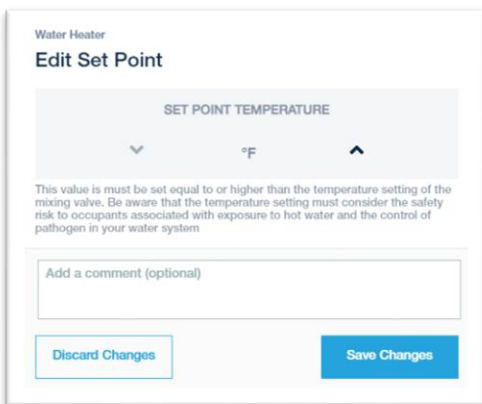 Water Heater
Edit Set Point
SET POINT TEMPERATURE
°F
This value is must be set equal to or higher than the temperature setting of the
mixing valve. Be aware that the temperature setting must consider the safety
risk to occupants associated with exposure to hot water and the control of
pathogen in your water system
Add a comment (optional)
Discard Changes
Save Changes